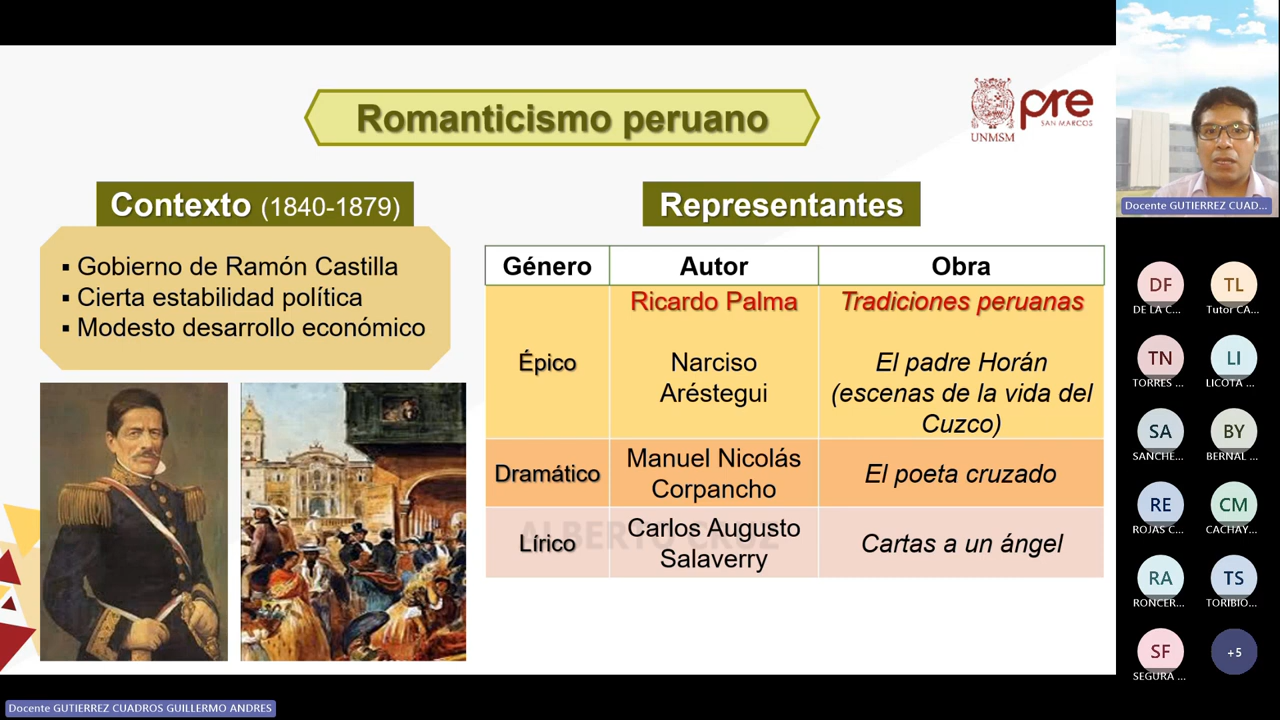 Romanticismo peruano
UNMSM
pre
SAN MARCOS
Contexto (1840-1879)
▪ Gobierno de Ramón Castilla
▪ Cierta estabilidad política
▪ Modesto desarrollo económico
Representantes
Género Autor Obra
Ricardo Palma Tradiciones peruanas
Épico Narciso El padre Horán
Aréstegui (escenas de la vida del
Cuzco)
Dramático Manuel Nicolás El poeta cruzado
Corpancho
Lírico Carlos Augusto Cartas a un ángel
Salaverry
ALBERTO CRUZ
Docente GUTIERREZ CUAD...
DF TL
DE LA C... Tutor CA...
TN LI
TORRES ... LICOTA ...
SA BY
SANCHE... BERNAL ...
RE CM
ROJAS C... CACHAY...
RA TS
RONCER... TORIBIO...
SF +5
SEGURA ...
Docente GUTIERREZ CUADROS GUILLERMO ANDRES